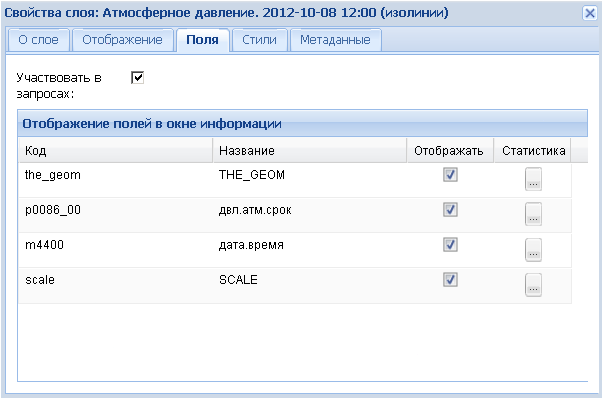 Свойства слоя: Атмосферное давление. 2012-10-08 12:00 (изолинии)
О слое Отображение Поля Стили Метаданные
Участвовать в
запросах:
Отображение полей в окне информации
Код Название Отображать Статистика
the_geom THE_GEOM ...
p0086_00 двл.атм.срок ...
m4400 дата.время ...
scale SCALE ...